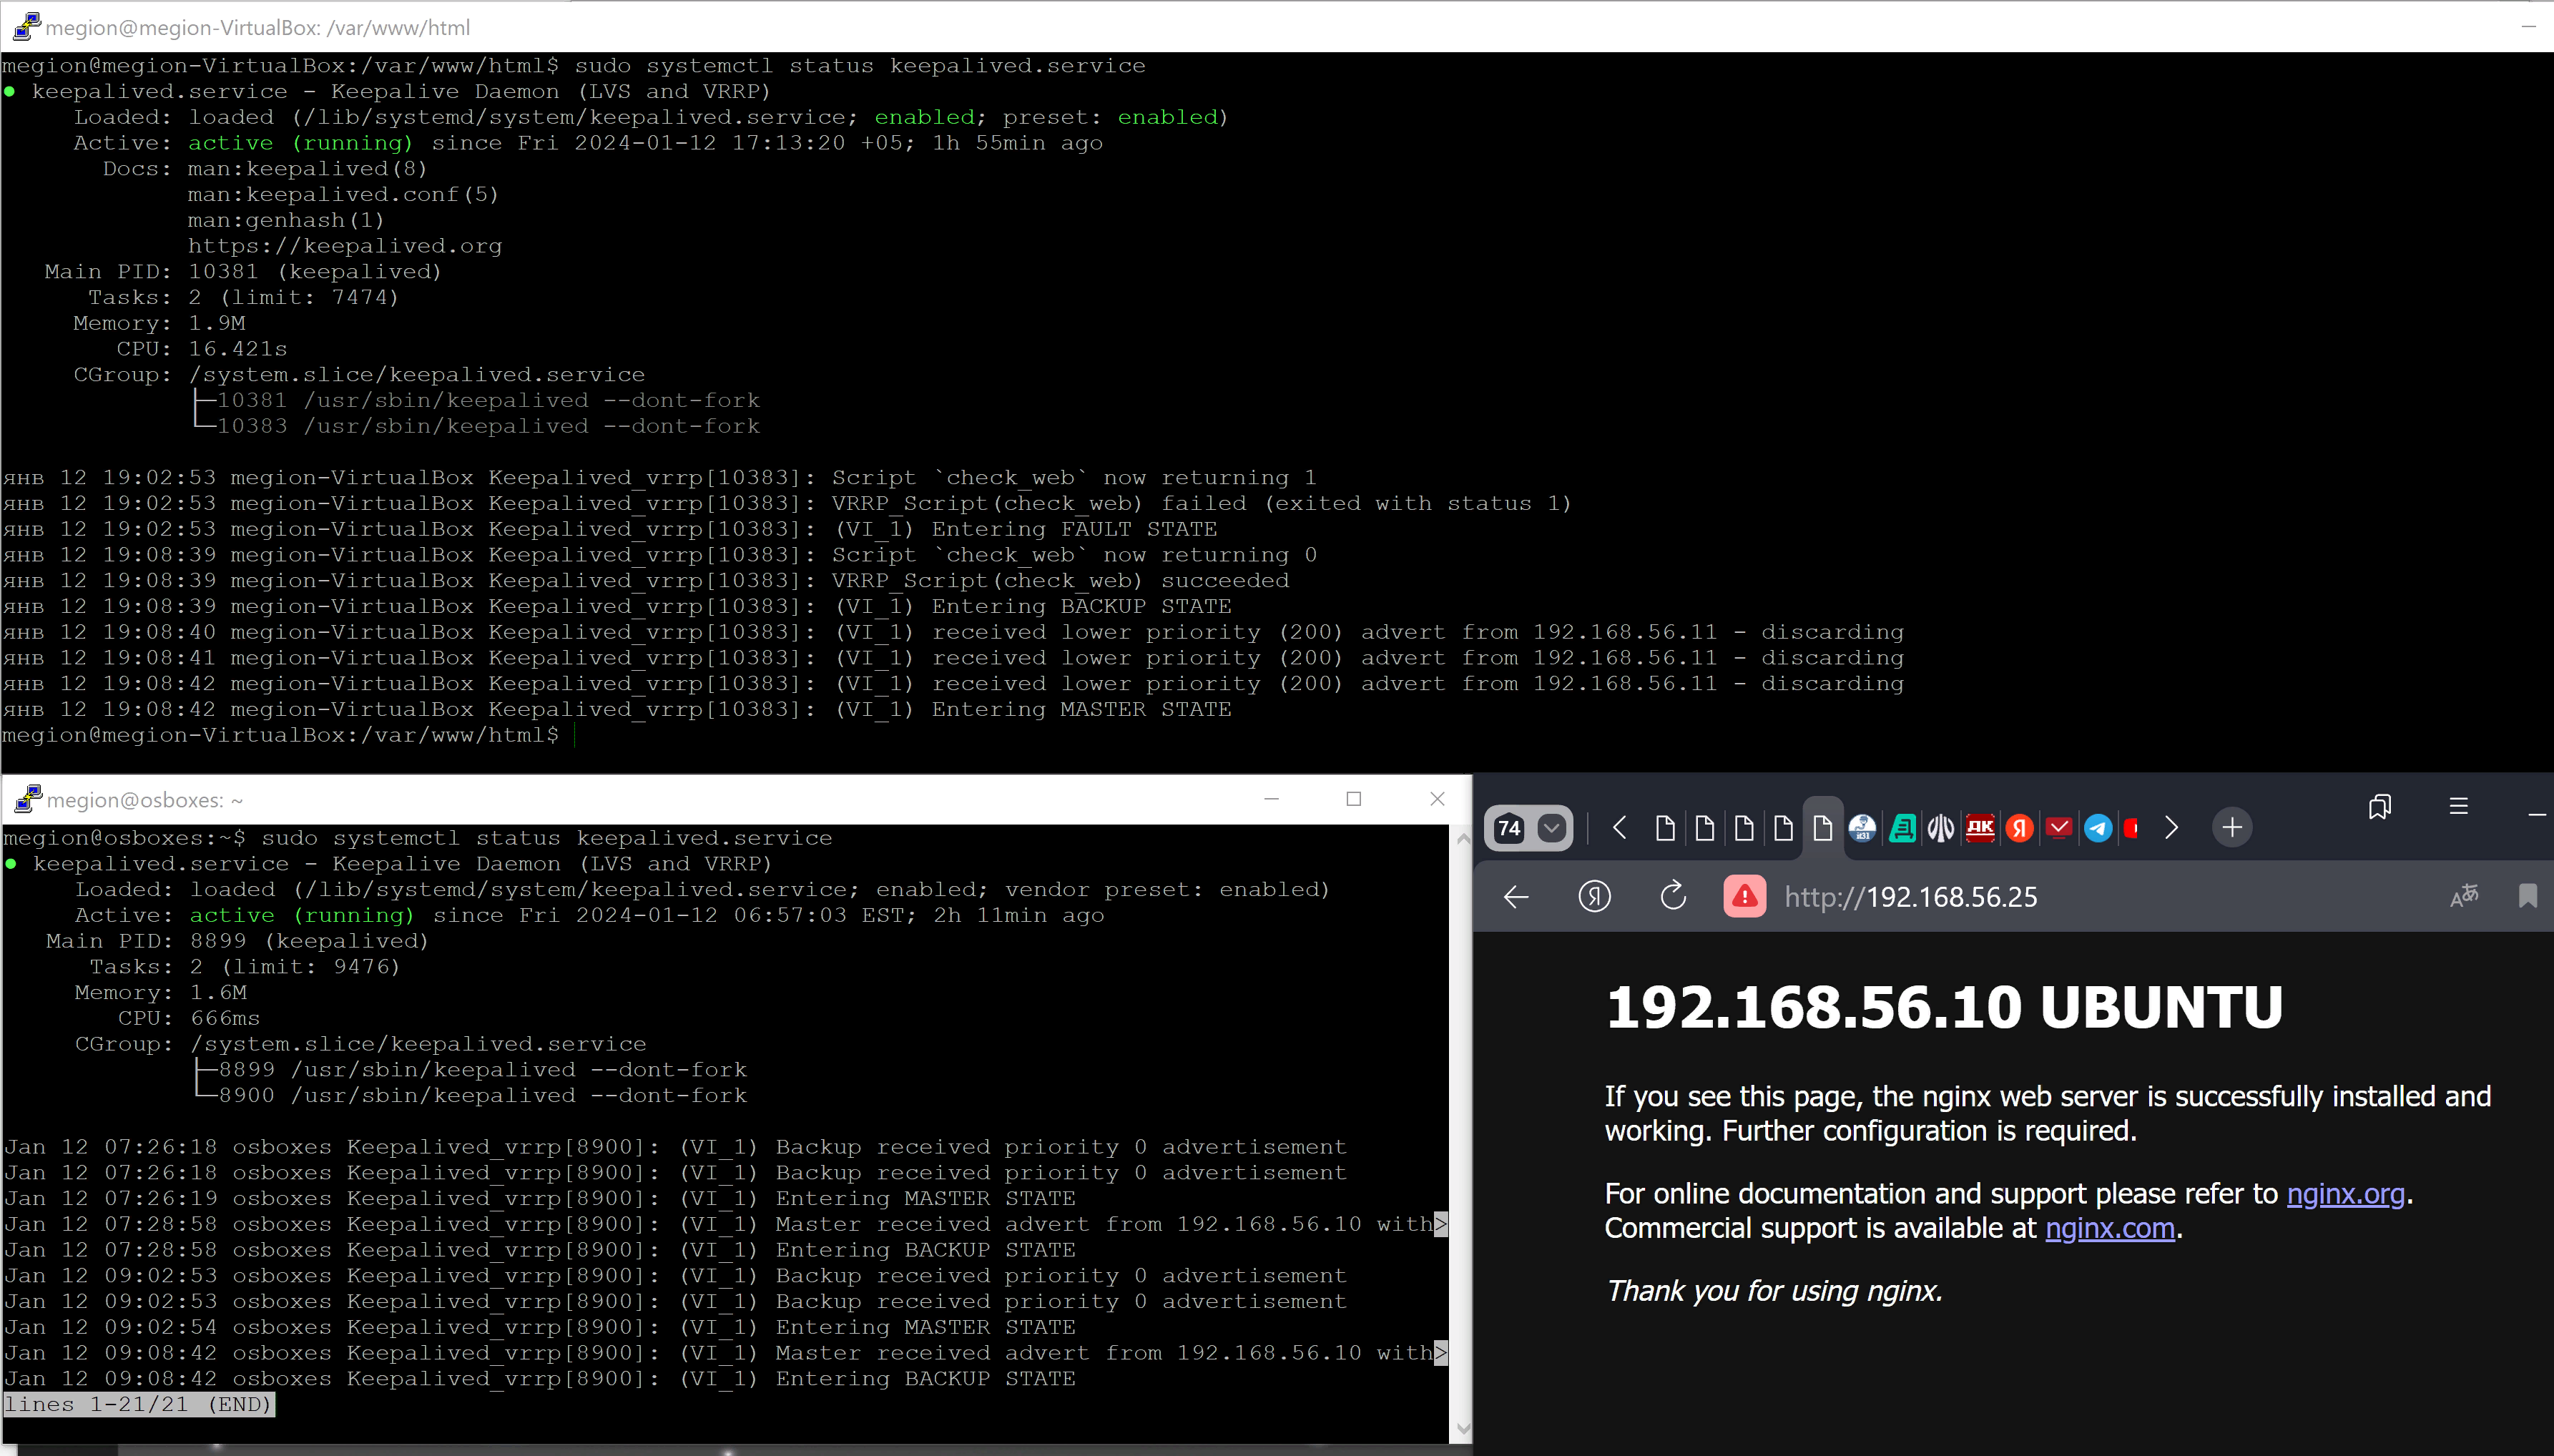 megion@megion-VirtualBox: /var/www/html
megion@megion-VirtualBox:/var/www/html$ sudo systemctl status keepalived.service
● keepalived.service - Keepalive Daemon (LVS and VRRP)
Loaded: loaded (/lib/systemd/system/keepalived.service; enabled; preset: enabled)
Active: active (running) since Fri 2024-01-12 17:13:20 +05; 1h 55min ago
Docs: man:keepalived(8)
man:keepalived.conf(5)
man:genhash(1)
https://keepalived.org
Main PID: 10381 (keepalived)
Tasks: 2 (limit: 7474)
Memory: 1.9M
CPU: 16.421s
CGroup: /system.slice/keepalived.service
├─10381 /usr/sbin/keepalived --dont-fork
└─10383 /usr/sbin/keepalived --dont-fork
янв 12 19:02:53 megion-VirtualBox Keepalived_vrrp[10383]: Script `check_web` now returning 1
янв 12 19:02:53 megion-VirtualBox Keepalived_vrrp[10383]: VRRP_Script(check_web) failed (exited with status 1)
янв 12 19:02:53 megion-VirtualBox Keepalived_vrrp[10383]: (VI_1) Entering FAULT STATE
янв 12 19:08:39 megion-VirtualBox Keepalived_vrrp[10383]: Script `check_web` now returning 0
янв 12 19:08:39 megion-VirtualBox Keepalived_vrrp[10383]: VRRP_Script(check_web) succeeded
янв 12 19:08:39 megion-VirtualBox Keepalived_vrrp[10383]: (VI_1) Entering BACKUP STATE
янв 12 19:08:40 megion-VirtualBox Keepalived_vrrp[10383]: (VI_1) received lower priority (200) advert from 192.168.56.11 - discarding
янв 12 19:08:41 megion-VirtualBox Keepalived_vrrp[10383]: (VI_1) received lower priority (200) advert from 192.168.56.11 - discarding
янв 12 19:08:42 megion-VirtualBox Keepalived_vrrp[10383]: (VI_1) received lower priority (200) advert from 192.168.56.11 - discarding
янв 12 19:08:42 megion-VirtualBox Keepalived_vrrp[10383]: (VI_1) Entering MASTER STATE
megion@megion-VirtualBox:/var/www/html$
megion@osboxes: ~
megion@osboxes:~$ sudo systemctl status keepalived.service
● keepalived.service - Keepalive Daemon (LVS and VRRP)
Loaded: loaded (/lib/systemd/system/keepalived.service; enabled; vendor preset: enabled)
Active: active (running) since Fri 2024-01-12 06:57:03 EST; 2h 11min ago
Main PID: 8899 (keepalived)
Tasks: 2 (limit: 9476)
Memory: 1.6M
CPU: 666ms
CGroup: /system.slice/keepalived.service
├─8899 /usr/sbin/keepalived --dont-fork
└─8900 /usr/sbin/keepalived --dont-fork
Jan 12 07:26:18 osboxes Keepalived_vrrp[8900]: (VI_1) Backup received priority 0 advertisement
Jan 12 07:26:18 osboxes Keepalived_vrrp[8900]: (VI_1) Backup received priority 0 advertisement
Jan 12 07:26:19 osboxes Keepalived_vrrp[8900]: (VI_1) Entering MASTER STATE
Jan 12 07:28:58 osboxes Keepalived_vrrp[8900]: (VI_1) Master received advert from 192.168.56.10 with>
Jan 12 07:28:58 osboxes Keepalived_vrrp[8900]: (VI_1) Entering BACKUP STATE
Jan 12 09:02:53 osboxes Keepalived_vrrp[8900]: (VI_1) Backup received priority 0 advertisement
Jan 12 09:02:53 osboxes Keepalived_vrrp[8900]: (VI_1) Backup received priority 0 advertisement
Jan 12 09:02:54 osboxes Keepalived_vrrp[8900]: (VI_1) Entering MASTER STATE
Jan 12 09:08:42 osboxes Keepalived_vrrp[8900]: (VI_1) Master received advert from 192.168.56.10 with>
Jan 12 09:08:42 osboxes Keepalived_vrrp[8900]: (VI_1) Entering BACKUP STATE
lines 1-21/21 (END)
74
ДК
Я
Я
http://192.168.56.25
192.168.56.10 UBUNTU
If you see this page, the nginx web server is successfully installed and
working. Further configuration is required.
For online documentation and support please refer to nginx.org.
Commercial support is available at nginx.com.
Thank you for using nginx.